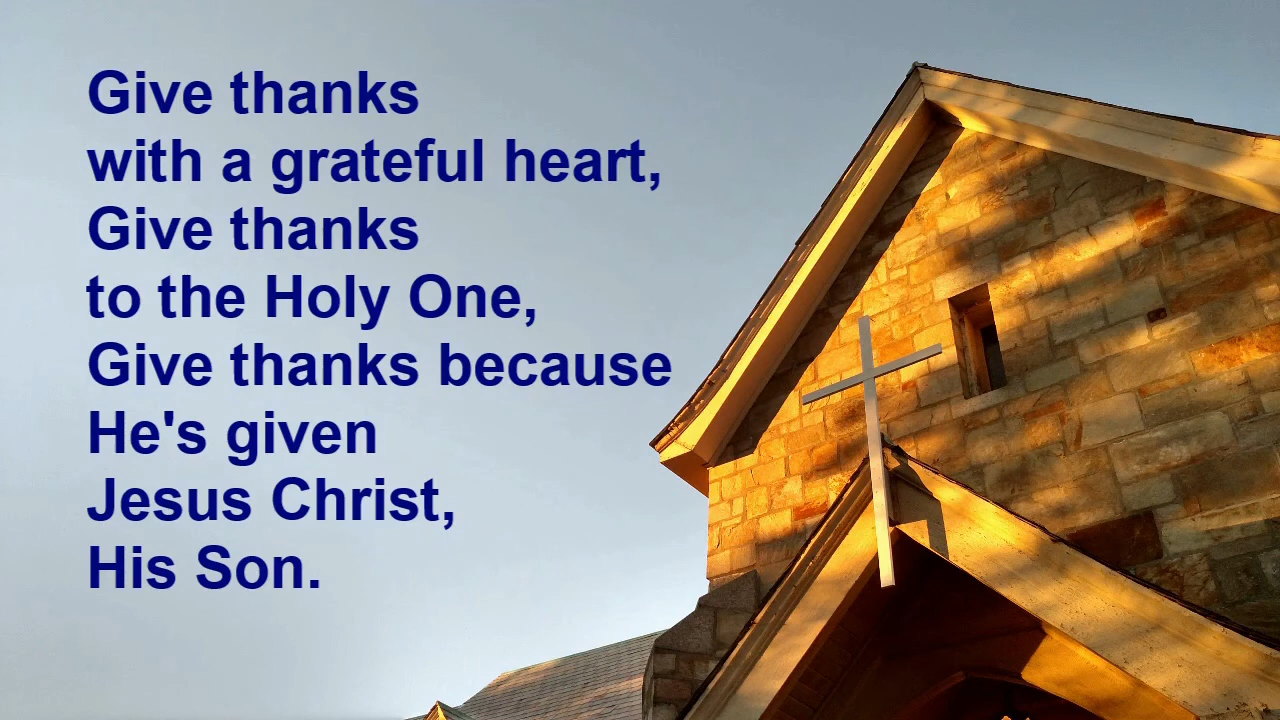 Give thanks
with a grateful heart,
Give thanks
to the Holy One,
Give thanks because
He's given
Jesus Christ,
His Son.